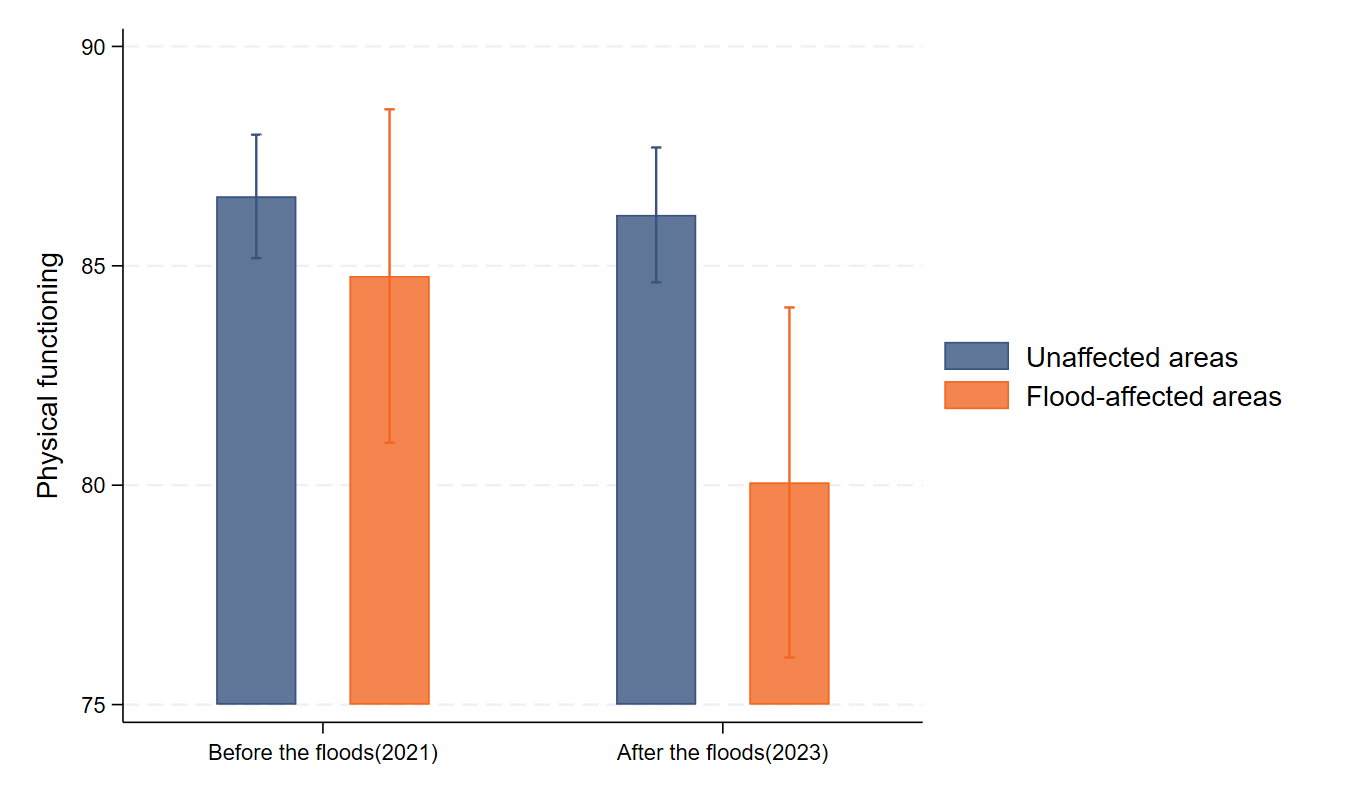 90
85
80
75
Physical functioning
Before the floods(2021)
After the floods(2023)
Unaffected areas
Flood-affected areas